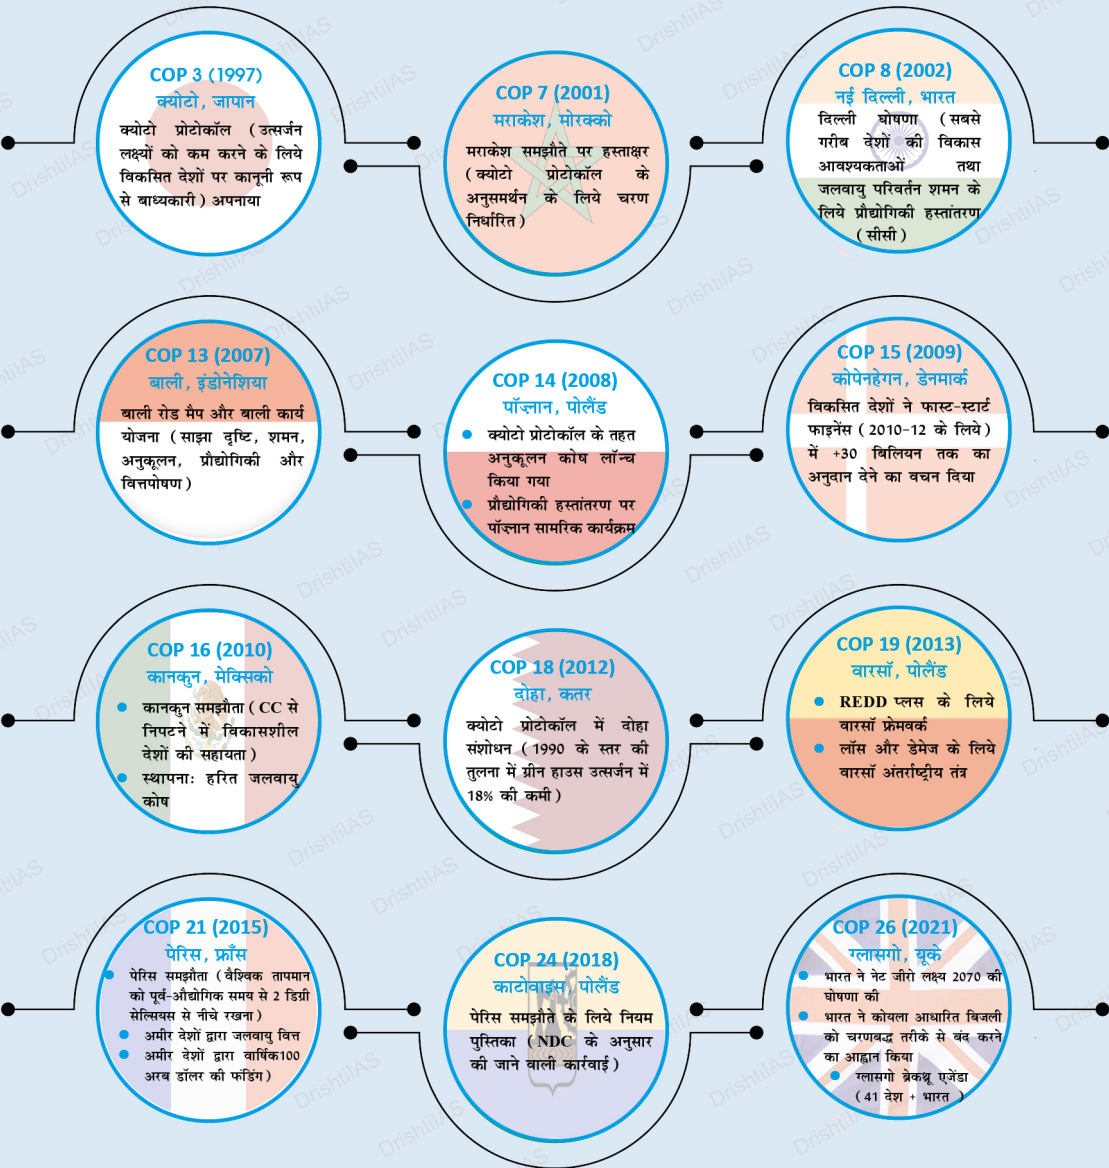 COP 3 (1997)
क्योटो, जापान
क्योटो प्रोटोकॉल (उत्सर्जन
लक्ष्यों को कम करने के लिये
विकसित देशों पर कानूनी रूप
से बाध्यकारी) अपनाया
COP 7 (2001)
मराकेश, मोरक्को
मराकेश समझौते पर हस्ताक्षर
(क्योटो प्रोटोकॉल के
अनुसमर्थन के लिये चरण
निर्धारित)
COP 8 (2002)
नई दिल्ली, भारत
दिल्ली घोषणा (सबसे
गरीब देशों की विकास
आवश्यकताओं तथा
जलवायु परिवर्तन शमन के
लिये प्रौद्योगिकी हस्तांतरण
(सीसी)
COP 13 (2007)
बाली, इंडोनेशिया
बाली रोड मैप और बाली कार्य
योजना (साझा दृष्टि, शमन,
अनुकूलन, प्रौद्योगिकी और
वित्तपोषण)
COP 14 (2008)
पॉज़्नान, पोलैंड
क्योटो प्रोटोकॉल के तहत
अनुकूलन कोष लॉन्च
किया गया
प्रौद्योगिकी हस्तांतरण पर
पॉज़्नान सामरिक कार्यक्रम
COP 15 (2009)
कोपेनहेगन, डेनमार्क
विकसित देशों ने फास्ट-स्टार्ट
फाइनेंस (2010-12 के लिये)
में +30 बिलियन तक का
अनुदान देने का वचन दिया
COP 16 (2010)
कानकुन, मेक्सिको
कानकुन समझौता (CC से
निपटने में विकासशील
देशों की सहायता)
स्थापनाः हरित जलवायु
कोष
COP 18 (2012)
दोहा, कतर
क्योटो प्रोटोकॉल में दोहा
संशोधन (1990 के स्तर की
तुलना में ग्रीन हाउस उत्सर्जन में
18% की कमी)
COP 19 (2013)
वारसॉ, पोलैंड
REDD प्लस के लिये
वारसॉ फ्रेमवर्क
लॉस और डेमेज के लिये
वारसॉ अंतर्राष्ट्रीय तंत्र
COP 21 (2015)
पेरिस, फ्राँस
पेरिस समझौता (वैश्विक तापमान
को पूर्व-औद्योगिक समय से 2 डिग्री
सेल्सियस से नीचे रखना)
अमीर देशों द्वारा जलवायु वित्त
अमीर देशों द्वारा वार्षिक100
अरब डॉलर की फंडिंग)
COP 24 (2018)
काटोवाइस, पोलैंड
पेरिस समझौते के लिये नियम
पुस्तिका (NDC के अनुसार
की जाने वाली कार्रवाई)
COP 26 (2021)
ग्लासगो, यूके
भारत ने नेट जीरो लक्ष्य 2070 की
घोषणा की
भारत ने कोयला आधारित बिजली
को चरणबद्ध तरीके से बंद करने
का आह्वान किया
ग्लासगो ब्रेकथ्रू एजेंडा
(41 देश + भारत )